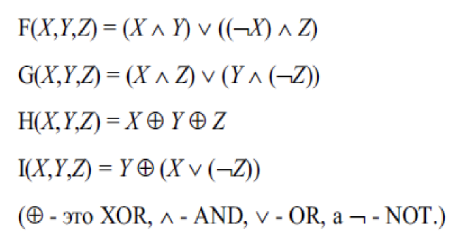 F(X,Y,Z) = (X ∧ Y) ∨ ((¬X) ∧ Z)
G(X,Y,Z) = (X ∧ Z) ∨ (Y ∧ (¬Z))
H(X,Y,Z) = X ⊕ Y ⊕ Z
I(X,Y,Z) = Y ⊕ (X ∨ (¬Z))
(⊕ - это XOR, ∧ - AND, ∨ - OR, а ¬ - NOT.)